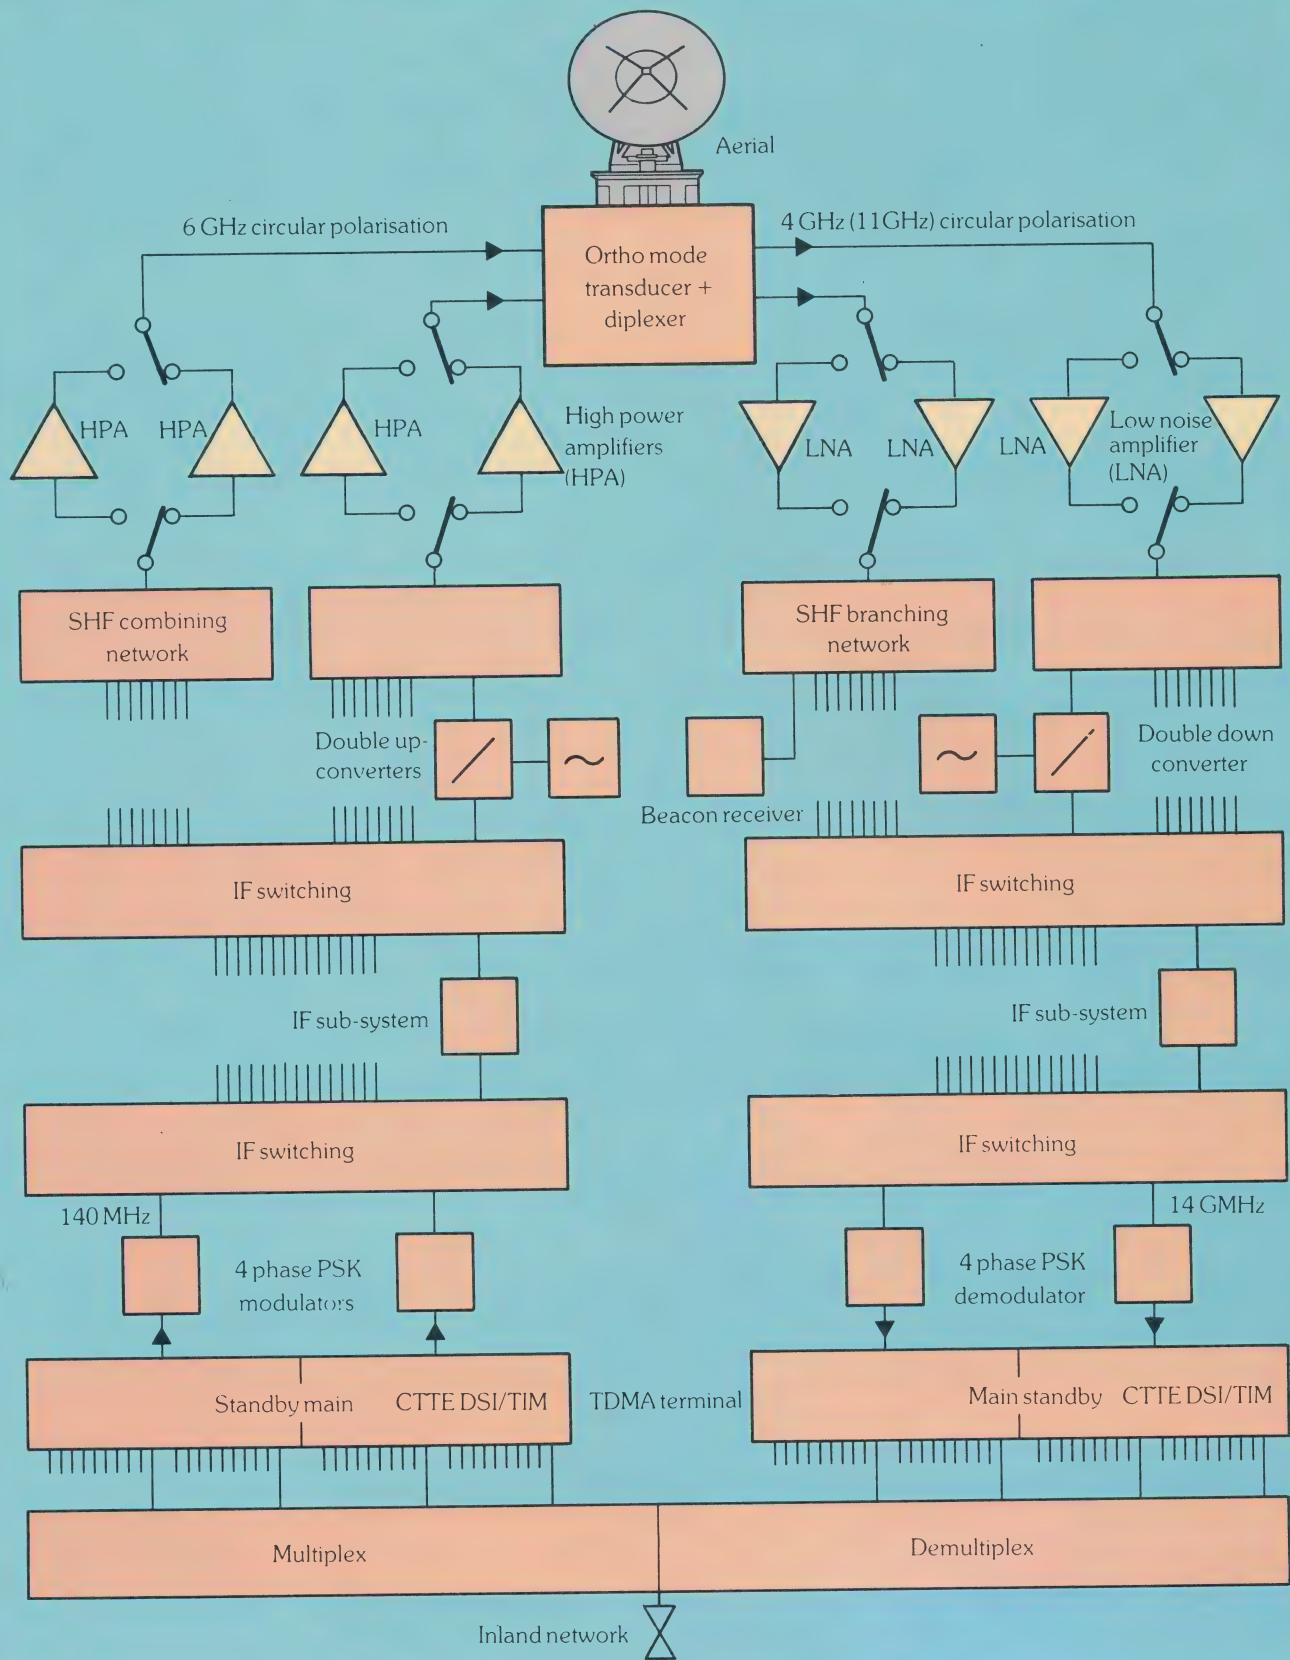 Aerial
6 GHz circular polarisation
4 GHz (11GHz) circular polarisation
Ortho mode
transducer +
diplexer
HPA
HPA
HPA
High power
amplifiers
(HPA)
LNA
LNA
LNA
Low noise
amplifier
(LNA)
SHF combining
network
SHF branching
network
Double up-
converters
Beacon receiver
Double down
converter
IF switching
IF switching
IF sub-system
IF sub-system
IF switching
IF switching
140 MHz
14 GMHz
4 phase PSK
modulators
4 phase PSK
demodulator
Standby main
CTTE DSI/TIM
TDMA terminal
Main standby
CTTE DSI/TIM
Multiplex
Demultiplex
Inland network